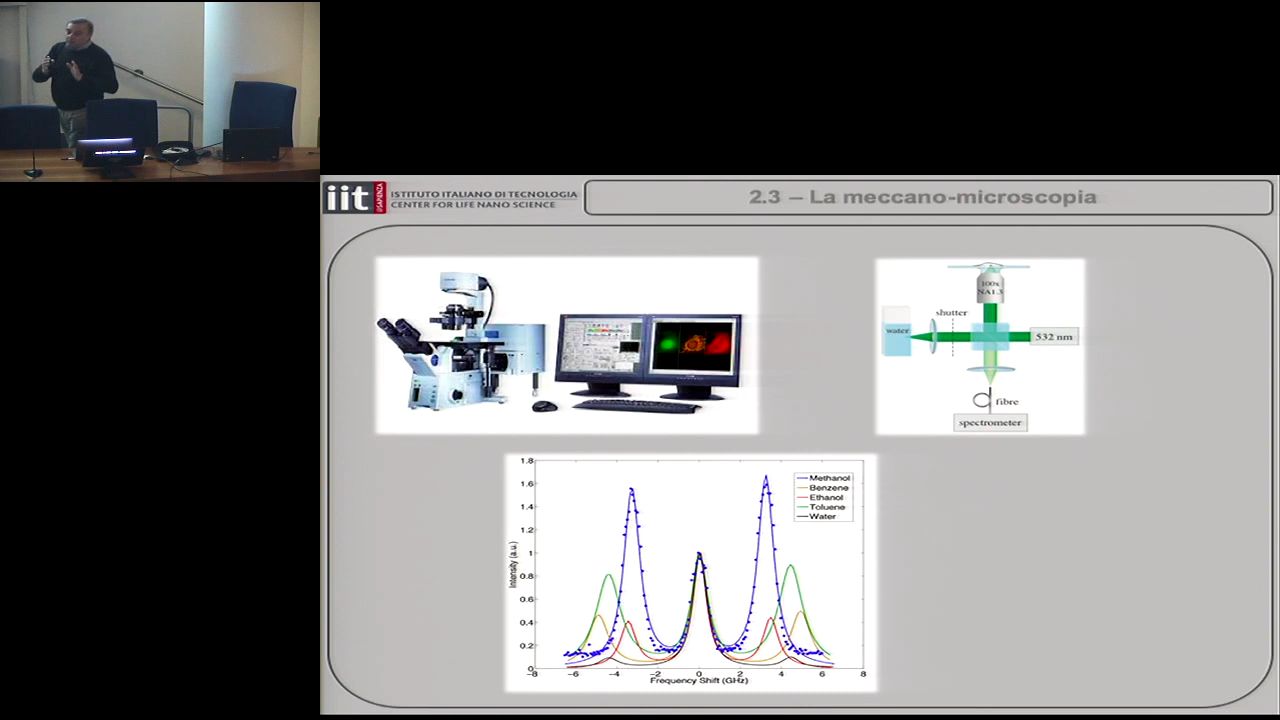 iit
SAPIENZA
ISTITUTO ITALIANO DI TECNOLOGIA
CENTER FOR LIFE NANO SCIENCE
2.3 – La meccano-microscopia
100x
NA1.3
shutter
water
532 nm
fibre
spectrometer
1.8
1.6
1.4
1.2
1
0.8
0.6
0.4
0.2
0
Intensity (a.u.)
Methanol
Benzene
Ethanol
Toluene
Water
−8 −6 −4 −2 0 2 4 6 8
Frequency Shift (GHz)